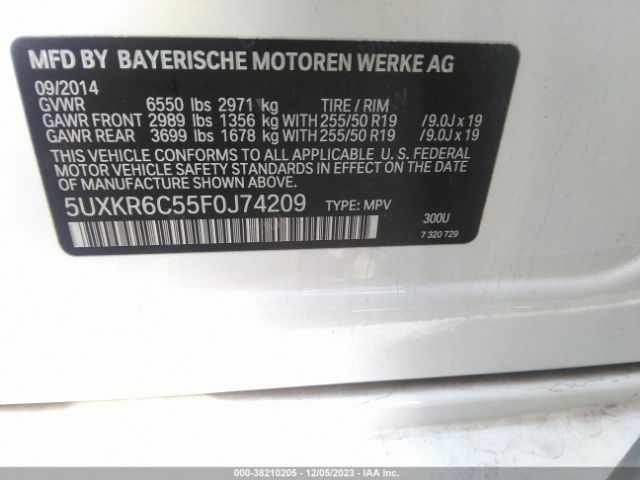 MFD BY BAYERISCHE MOTOREN WERKE AG
09/2014
GVWR 6550 lbs 2971 kg TIRE / RIM
GAWR FRONT 2989 lbs 1356 kg WITH 255/50 R19 /9.0J x 19
GAWR REAR 3699 lbs 1678 kg WITH 255/50 R19 /9.0J x 19
THIS VEHICLE CONFORMS TO ALL APPLICABLE U. S. FEDERAL
MOTOR VEHICLE SAFETY STANDARDS IN EFFECT ON THE DATE
OF MANUFACTURE SHOWN ABOVE.
5UXKR6C55F0J74209 TYPE: MPV
300U
7 320 729
000-38210205 - 12/05/2023 - IAA Inc.